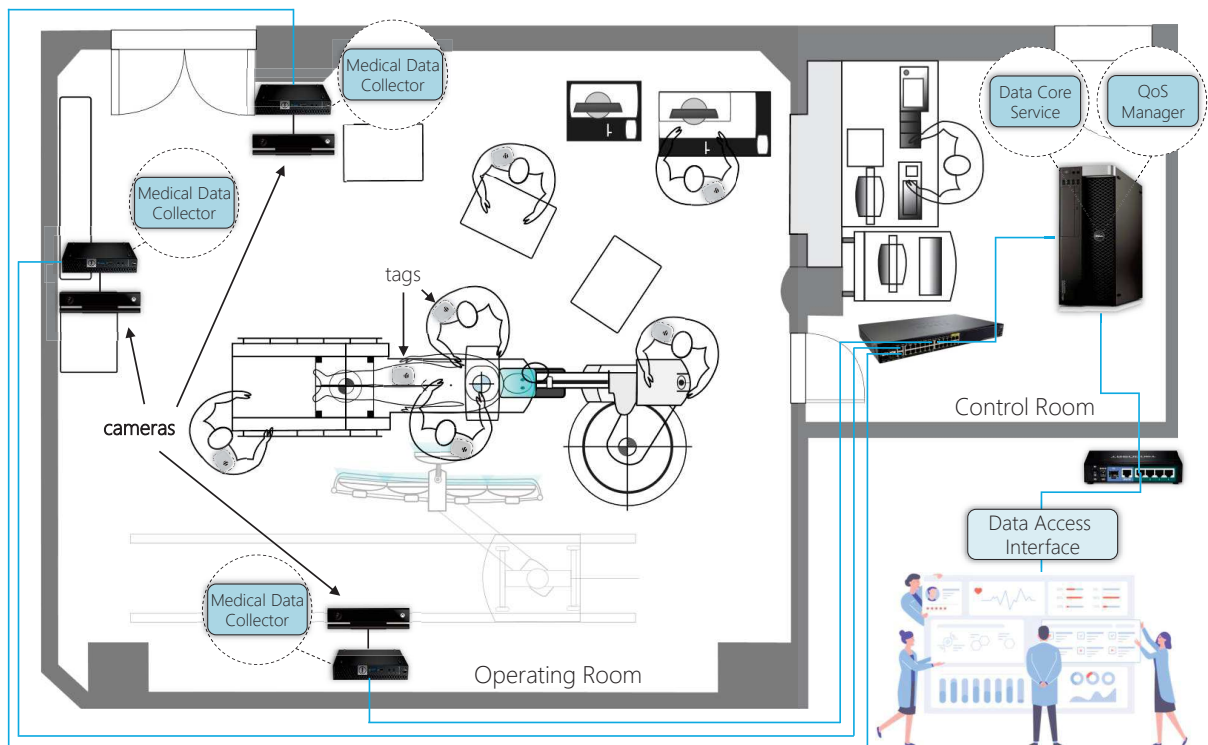 Medical Data
Collector
Data Core
Service
QoS
Manager
Medical Data
Collector
tags
cameras
Control Room
Data Access
Interface
Medical Data
Collector
Operating Room